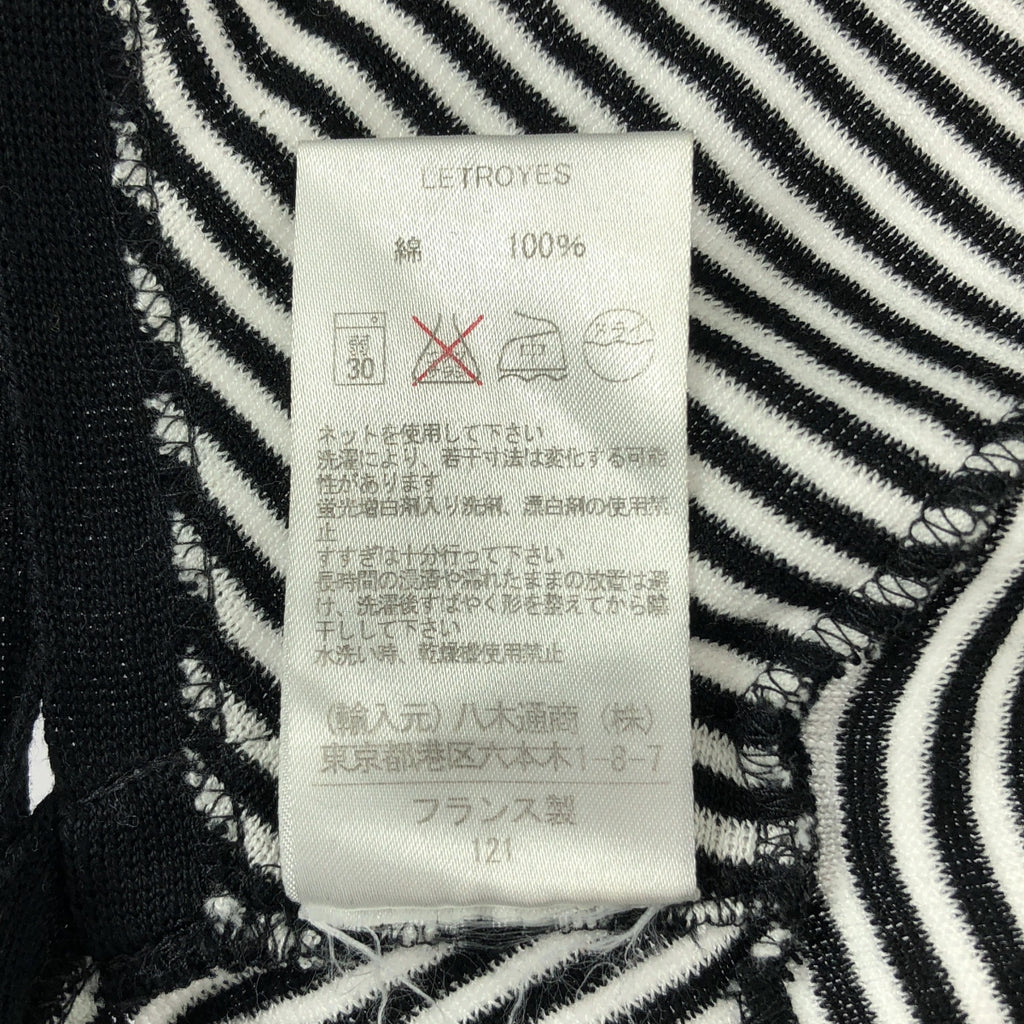 LETROYES
綿 100%
弱 30 エンソサラシ 中 ドライ
ネットを使用して下さい
洗濯により、若干寸法は変化する可能
性があります
蛍光増白剤入り洗剤、漂白剤の使用禁
止
すすぎは十分行って下さい
長時間の浸漬や濡れたままの放置は避
け、洗濯後すばやく形を整えてから陰
干しして下さい
水洗い時、乾燥機使用禁止
(輸入元) 八木通商 (株)
東京都港区六本木1-8-7
フランス製
121